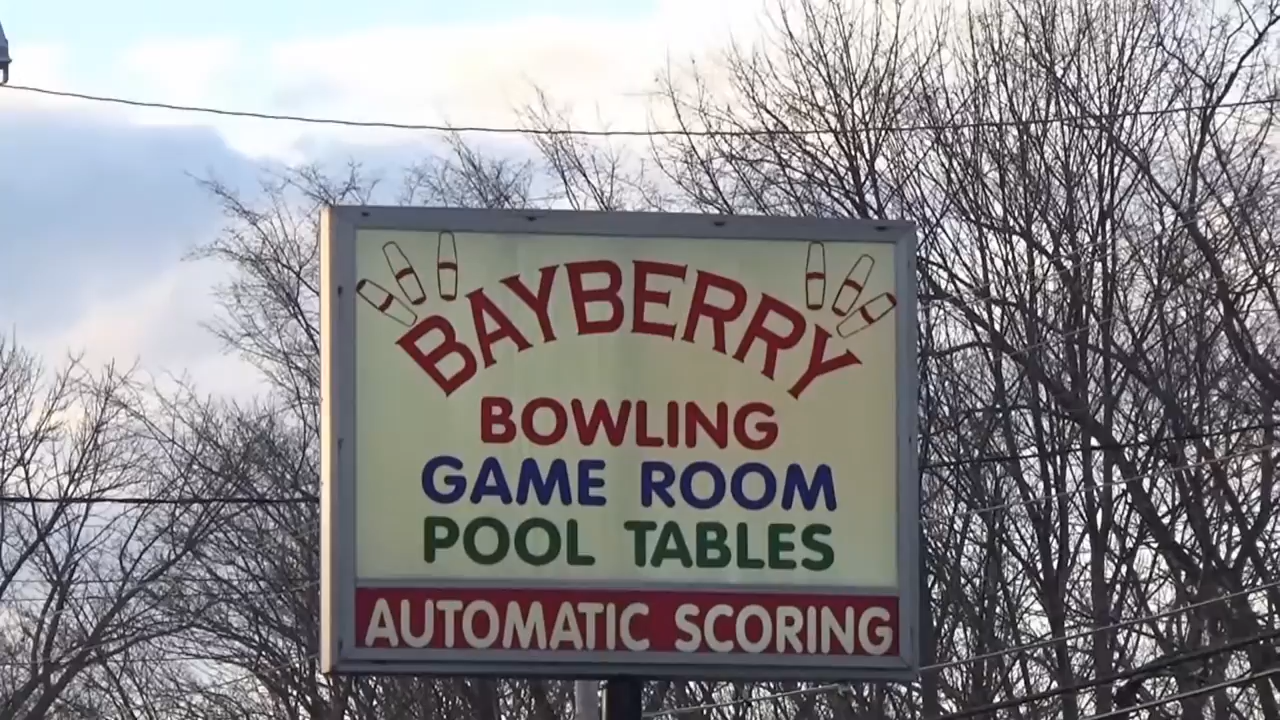 BAYBERRY
BOWLING
GAME ROOM
POOL TABLES
AUTOMATIC SCORING